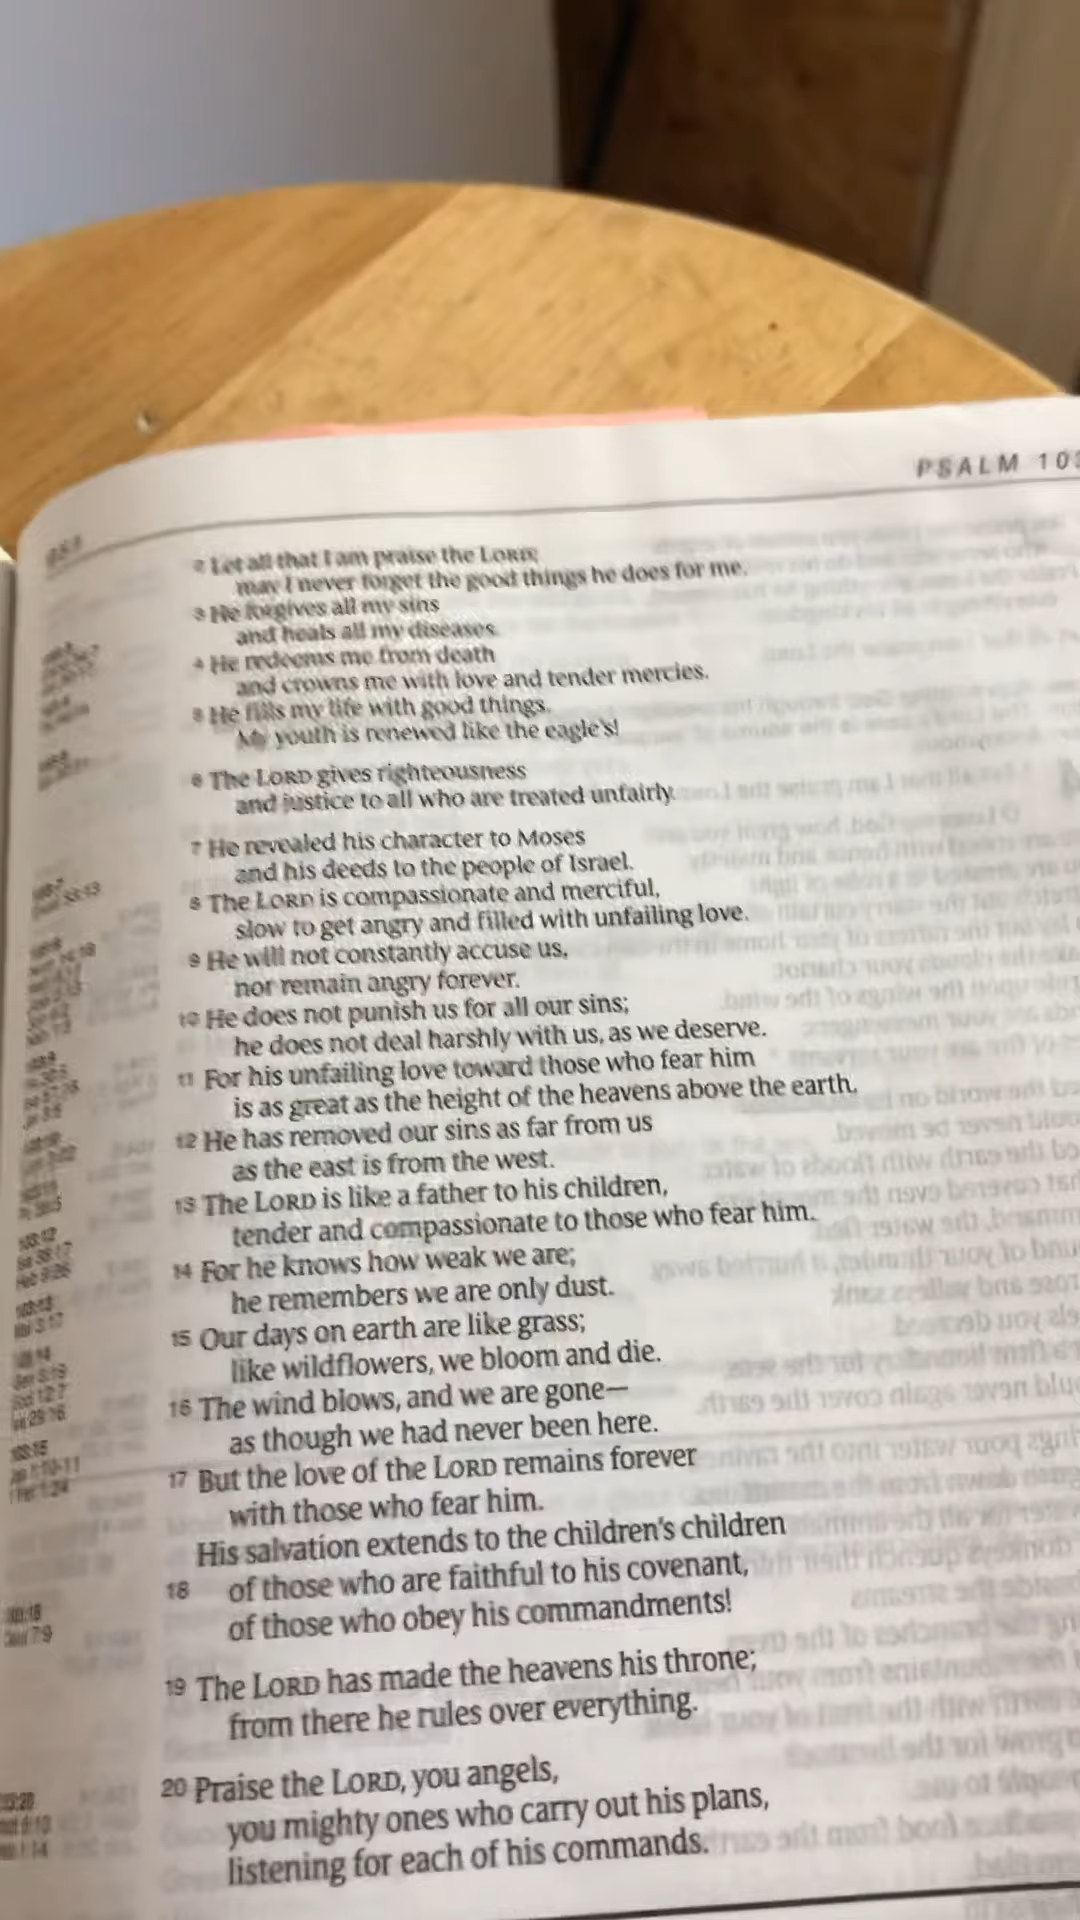 PSALM 103
2 Let all that I am praise the LORD;
may I never forget the good things he does for me.
3 He forgives all my sins
and heals all my diseases.
4 He redeems me from death
and crowns me with love and tender mercies.
5 He fills my life with good things.
My youth is renewed like the eagle's!
6 The LORD gives righteousness
and justice to all who are treated unfairly.
7 He revealed his character to Moses
and his deeds to the people of Israel.
8 The LORD is compassionate and merciful,
slow to get angry and filled with unfailing love.
9 He will not constantly accuse us,
nor remain angry forever.
10 He does not punish us for all our sins;
he does not deal harshly with us, as we deserve.
11 For his unfailing love toward those who fear him
is as great as the height of the heavens above the earth.
12 He has removed our sins as far from us
as the east is from the west.
13 The LORD is like a father to his children,
tender and compassionate to those who fear him.
14 For he knows how weak we are;
he remembers we are only dust.
15 Our days on earth are like grass;
like wildflowers, we bloom and die.
16 The wind blows, and we are gone—
as though we had never been here.
17 But the love of the LORD remains forever
with those who fear him.
His salvation extends to the children's children
18 of those who are faithful to his covenant,
of those who obey his commandments!
19 The LORD has made the heavens his throne;
from there he rules over everything.
20 Praise the LORD, you angels,
you mighty ones who carry out his plans,
listening for each of his commands.